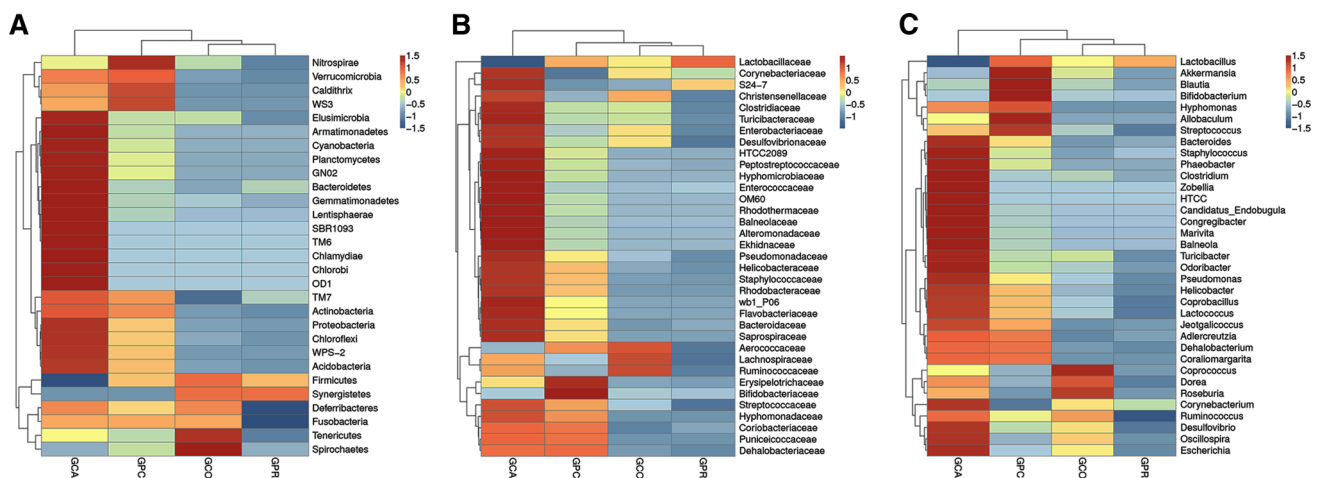 A
Nitrospirae
Verrucomicrobia
Caldithrix
WS3
Elusimicrobia
Armatimonadetes
Cyanobacteria
Planctomycetes
GN02
Bacteroidetes
Gemmatimonadetes
Lentisphaerae
SBR1093
TM6
Chlamydiae
Chlorobi
OD1
TM7
Actinobacteria
Proteobacteria
Chloroflexi
WPS-2
Acidobacteria
Firmicutes
Synergistetes
Deferribacteres
Fusobacteria
Tenericutes
Spirochaetes
1.5
1
0.5
0
-0.5
-1
-1.5
GCA
GPC
GCO
GPR
B
Lactobacillaceae
Corynebacteriaceae
S24-7
Christensenellaceae
Clostridiaceae
Turicibacteraceae
Enterobacteriaceae
Desulfovibrionaceae
HTCC2089
Peptostreptococcaceae
Hyphomicrobiaceae
Enterococcaceae
OM60
Rhodothermaceae
Balneolaceae
Alteromonadaceae
Ekhidnaceae
Pseudomonadaceae
Helicobacteraceae
Staphylococcaceae
Rhodobacteraceae
wb1_P06
Flavobacteriaceae
Bacteroidaceae
Saprospiraceae
Aerococcaceae
Lachnospiraceae
Ruminococcaceae
Erysipelotrichaceae
Bifidobacteriaceae
Streptococcaceae
Hyphomonadaceae
Coriobacteriaceae
Puniceicoccaceae
Dehalobacteriaceae
1
0.5
0
-0.5
-1
GCA
GPC
GCO
GPR
C
Lactobacillus
Akkermansia
Blautia
Bifidobacterium
Hyphomonas
Allobaculum
Streptococcus
Bacteroides
Staphylococcus
Phaeobacter
Clostridium
Zobellia
HTCC
Candidatus_Endobugula
Congregibacter
Marivita
Balneola
Turicibacter
Odoribacter
Pseudomonas
Helicobacter
Coprobacillus
Lactococcus
Jeotgalicoccus
Adlercreutzia
Dehalobacterium
Coraliomargarita
Coprococcus
Dorea
Roseburia
Corynebacterium
Ruminococcus
Desulfovibrio
Oscillospira
Escherichia
1.5
1
0.5
0
-0.5
-1
-1.5
GCA
GPC
GCO
GPR